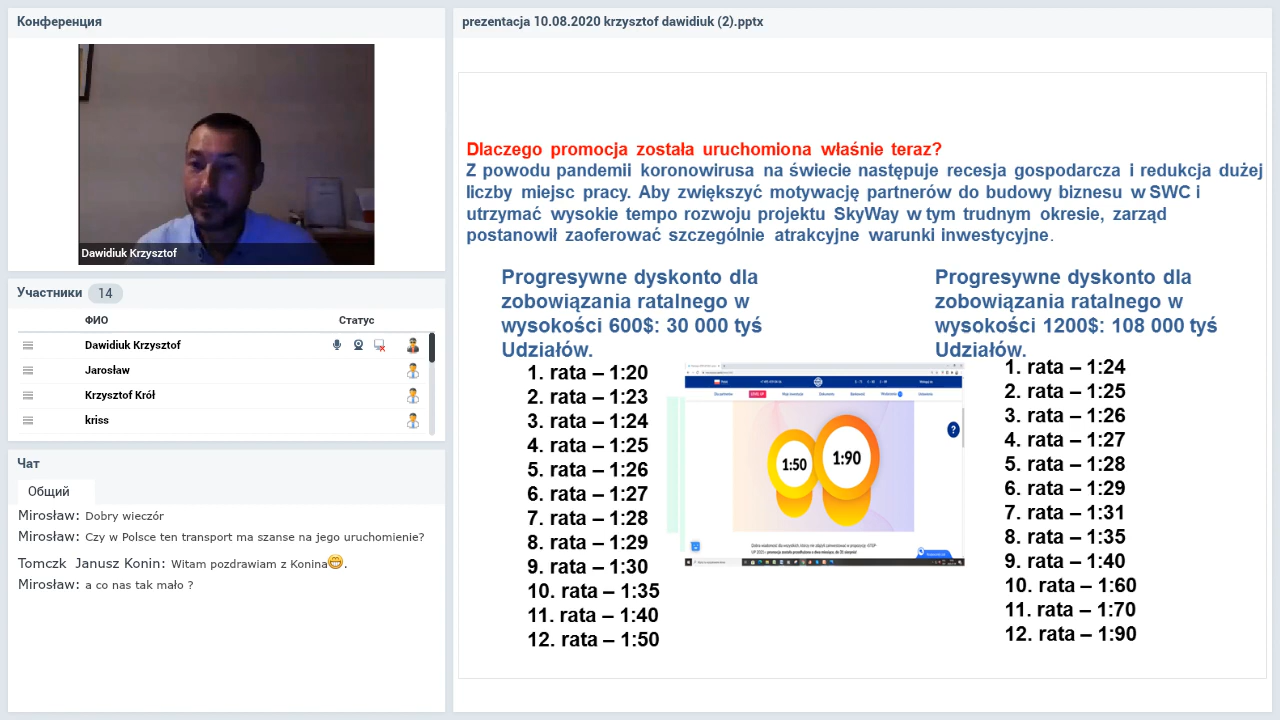 Конференция
Dawidiuk Krzysztof
Участники 14
ФИО Статус
Dawidiuk Krzysztof
Jarosław
Krzysztof Król
kriss
Чат
Общий
Mirosław: Dobry wieczór
Mirosław: Czy w Polsce ten transport ma szanse na jego uruchomienie?
Tomczk Janusz Konin: Witam pozdrawiam z Konina😁.
Mirosław: a co nas tak mało ?
prezentacja 10.08.2020 krzysztof dawidiuk (2).pptx
Dlaczego promocja została uruchomiona właśnie teraz?
Z powodu pandemii koronowirusa na świecie następuje recesja gospodarcza i redukcja dużej
liczby miejsc pracy. Aby zwiększyć motywację partnerów do budowy biznesu w SWC i
utrzymać wysokie tempo rozwoju projektu SkyWay w tym trudnym okresie, zarząd
postanowił zaoferować szczególnie atrakcyjne warunki inwestycyjne.
Progresywne dyskonto dla
zobowiązania ratalnego w
wysokości 600$: 30 000 tyś
Udziałów.
1. rata – 1:20
2. rata – 1:23
3. rata – 1:24
4. rata – 1:25
5. rata – 1:26
6. rata – 1:27
7. rata – 1:28
8. rata – 1:29
9. rata – 1:30
10. rata – 1:35
11. rata – 1:40
12. rata – 1:50
1:50
1:90
?
Progresywne dyskonto dla
zobowiązania ratalnego w
wysokości 1200$: 108 000 tyś
Udziałów.
1. rata – 1:24
2. rata – 1:25
3. rata – 1:26
4. rata – 1:27
5. rata – 1:28
6. rata – 1:29
7. rata – 1:31
8. rata – 1:35
9. rata – 1:40
10. rata – 1:60
11. rata – 1:70
12. rata – 1:90